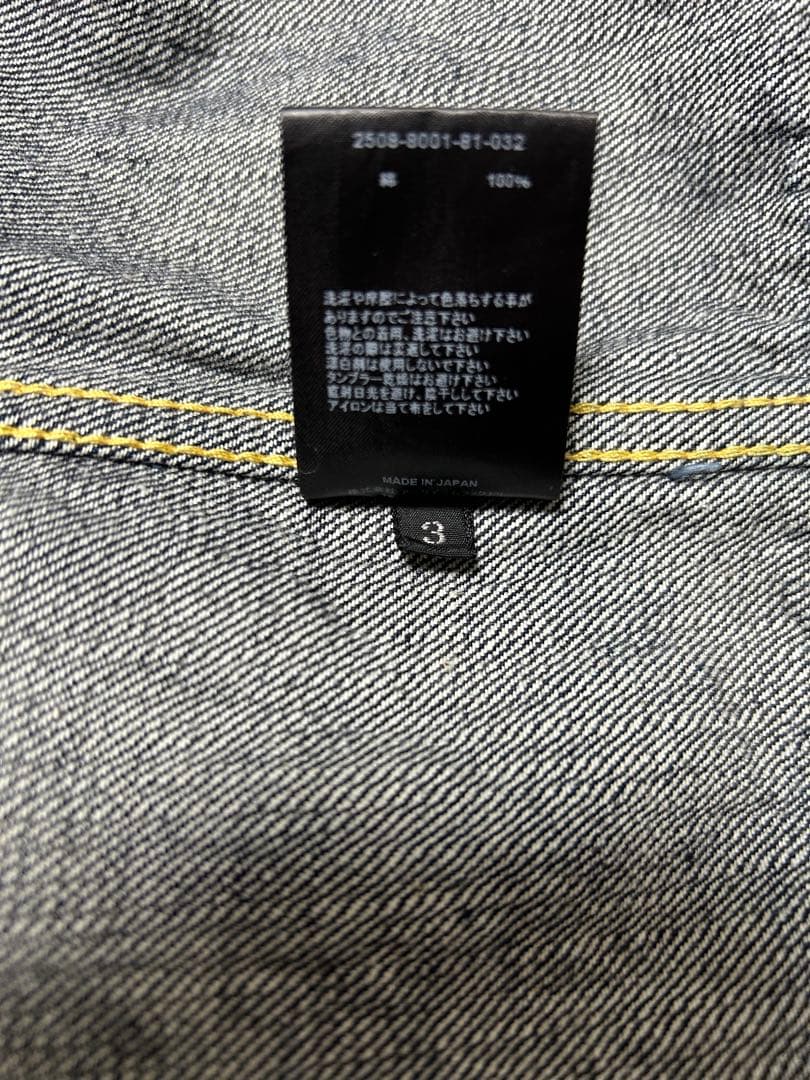 2508-8001-81-032
綿 100%
洗濯や摩擦によって色落ちする事が
ありますのでご注意下さい
色物との着用、洗濯はお避け下さい
洗濯の際は裏返して下さい
漂白剤は使用しないで下さい
タンブラー乾燥はお避け下さい
直射日光を避け、陰干しして下さい
アイロンは当て布をして下さい
MADE IN JAPAN
3